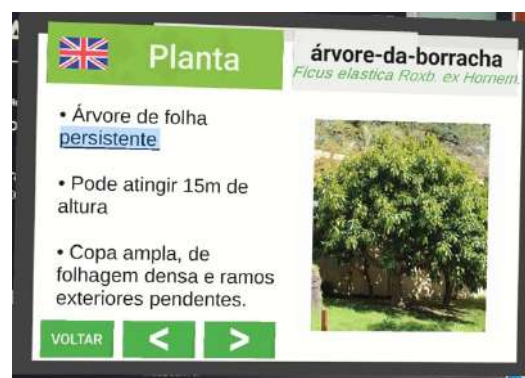 Planta
árvore-da-borracha
Ficus elastica Roxb. ex Hornem.
• Árvore de folha
persistente
• Pode atingir 15m de
altura
• Copa ampla, de
folhagem densa e ramos
exteriores pendentes.
VOLTAR
<
>